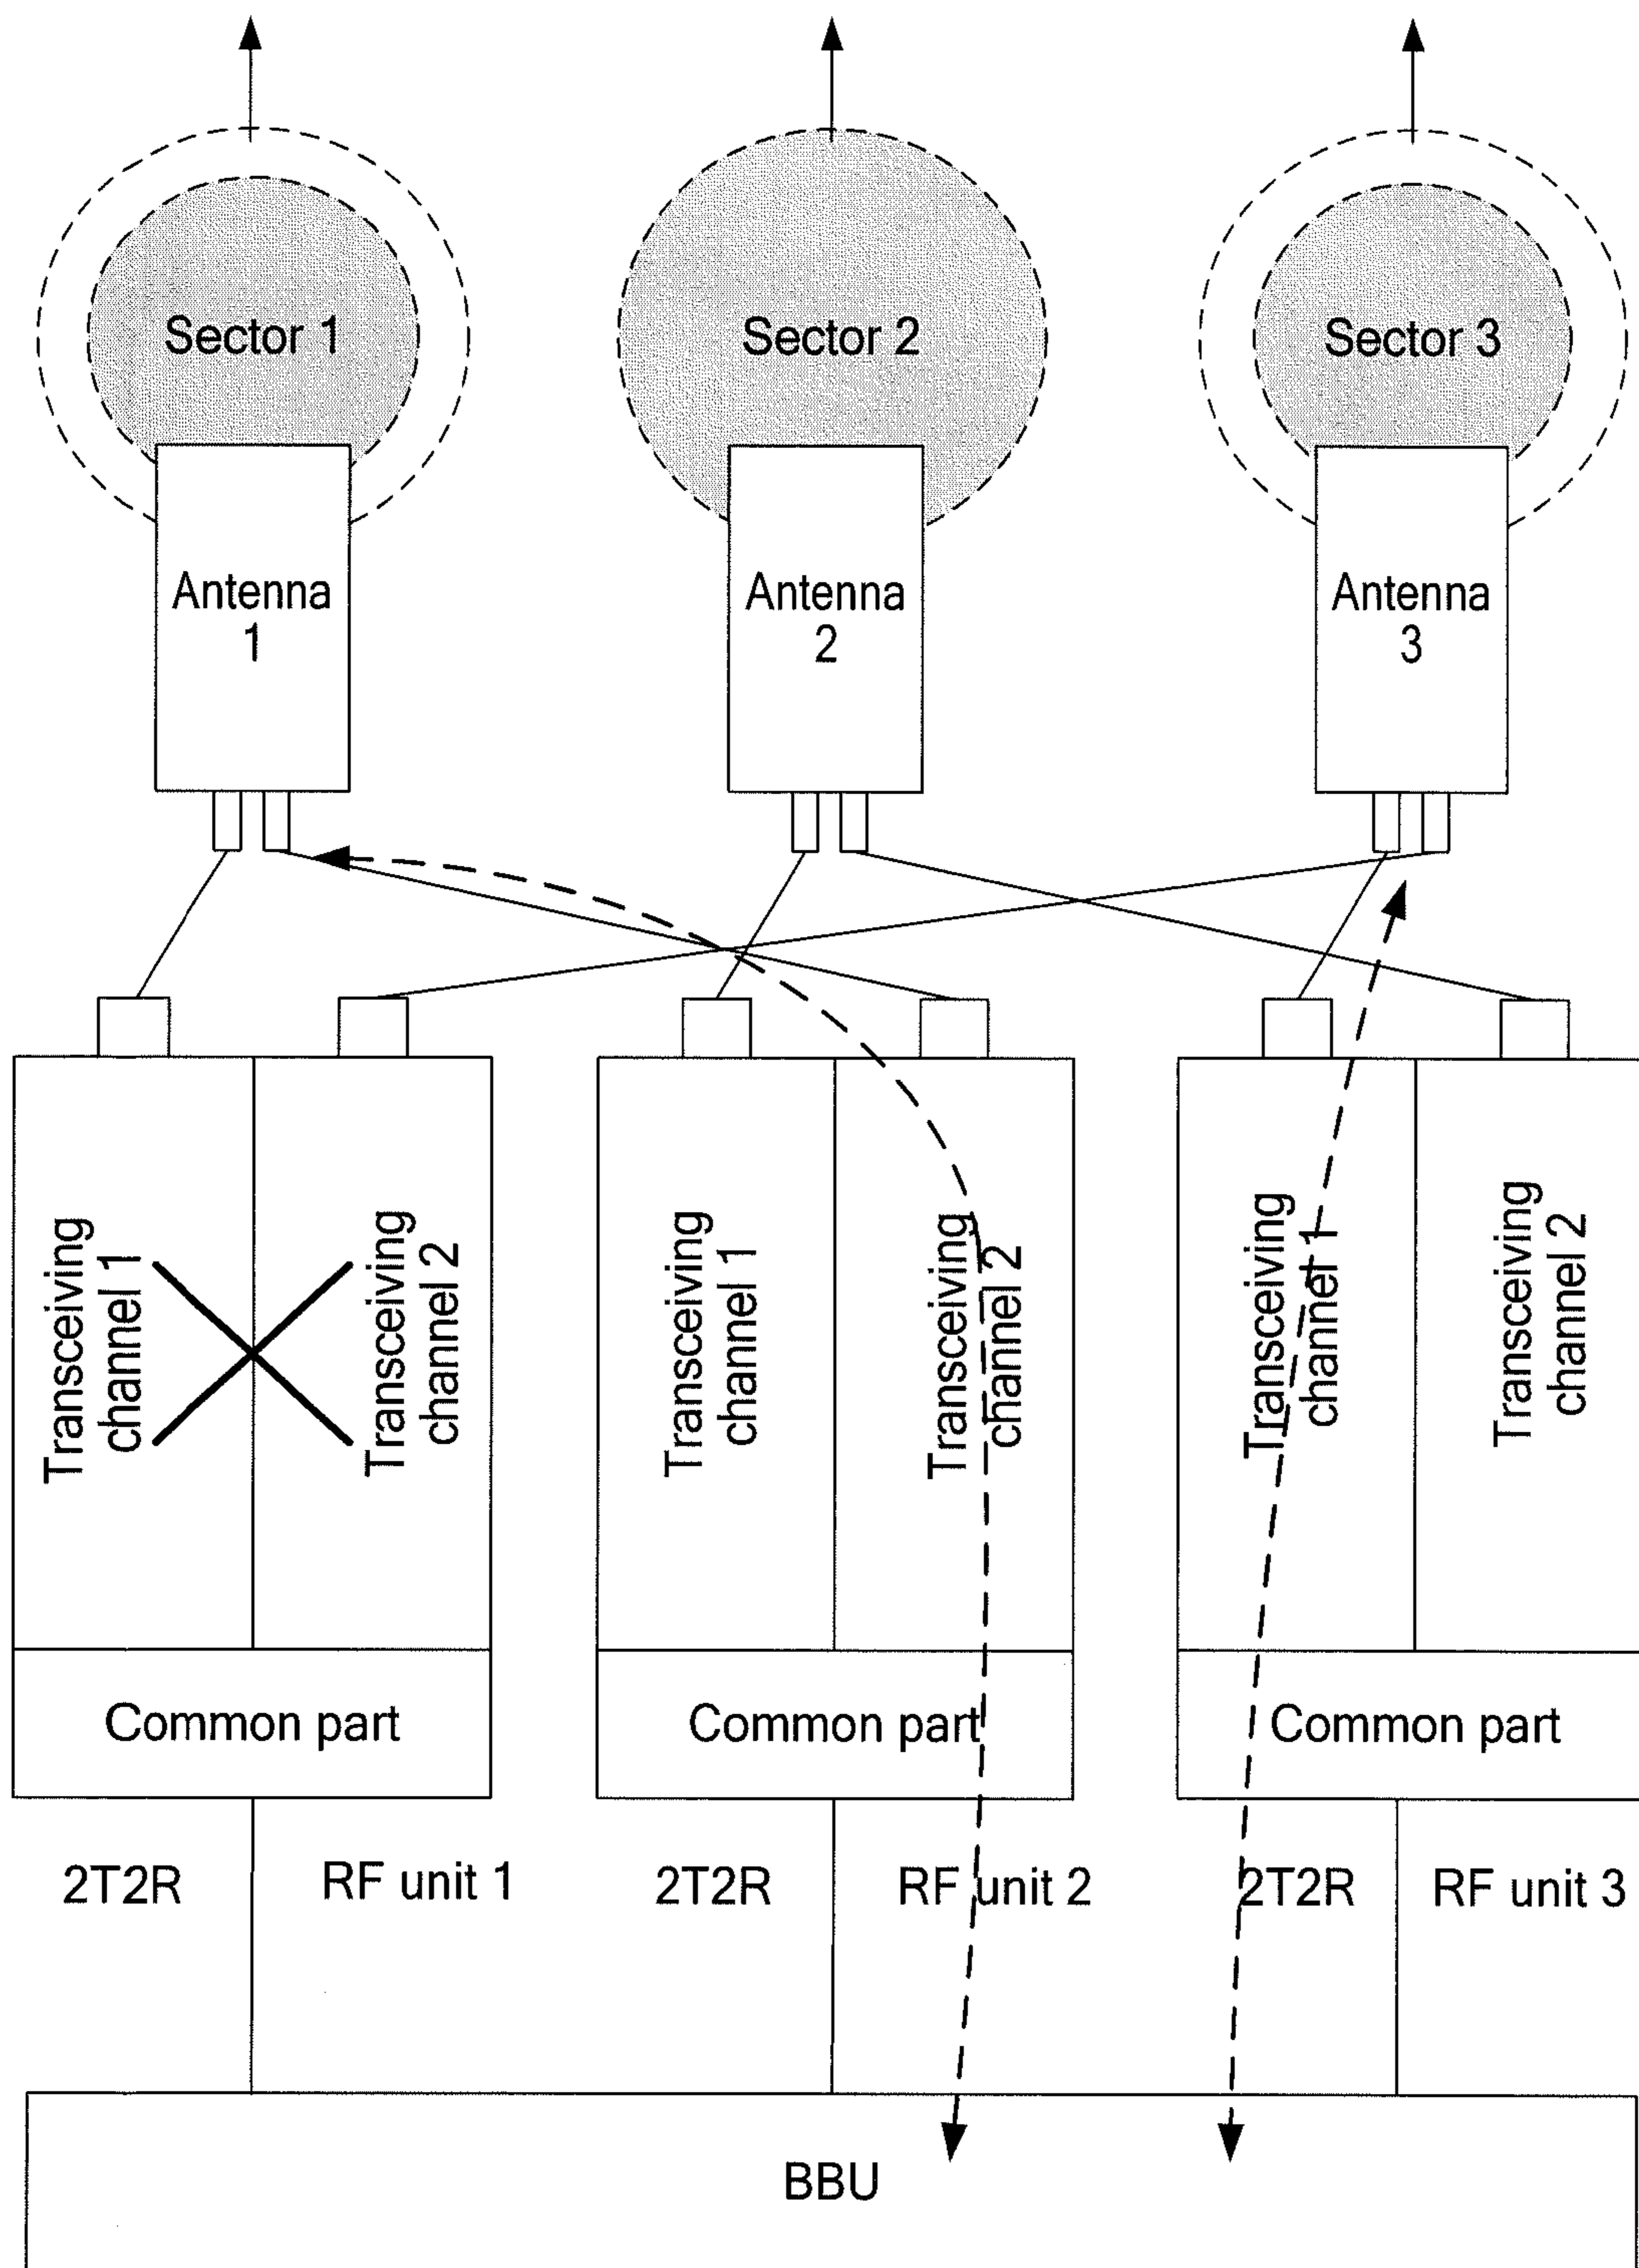 Sector 1
Sector 2
Sector 3
Antenna
1
Antenna
2
Antenna
3
Transceiving
channel 1
Transceiving
channel 2
Transceiving
channel 1
Transceiving
channel 2
Transceiving
channel 1
Transceiving
channel 2
Common part
Common part
Common part
2T2R
RF unit 1
2T2R
RF unit 2
2T2R
RF unit 3
BBU